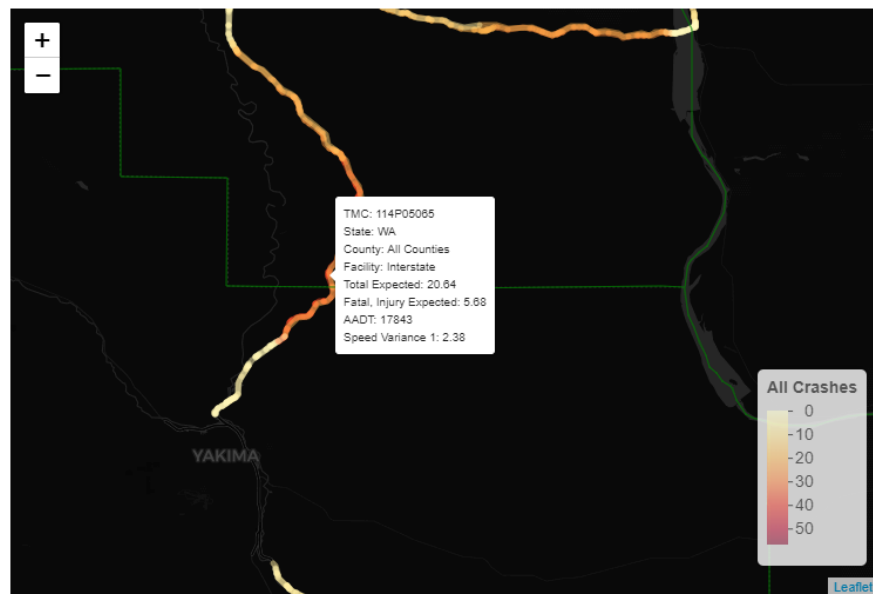 +
−
TMC: 114P05065
State: WA
County: All Counties
Facility: Interstate
Total Expected: 20.64
Fatal, Injury Expected: 5.68
AADT: 17843
Speed Variance 1: 2.38
All Crashes
0
10
20
30
40
50
YAKIMA
Leaflet